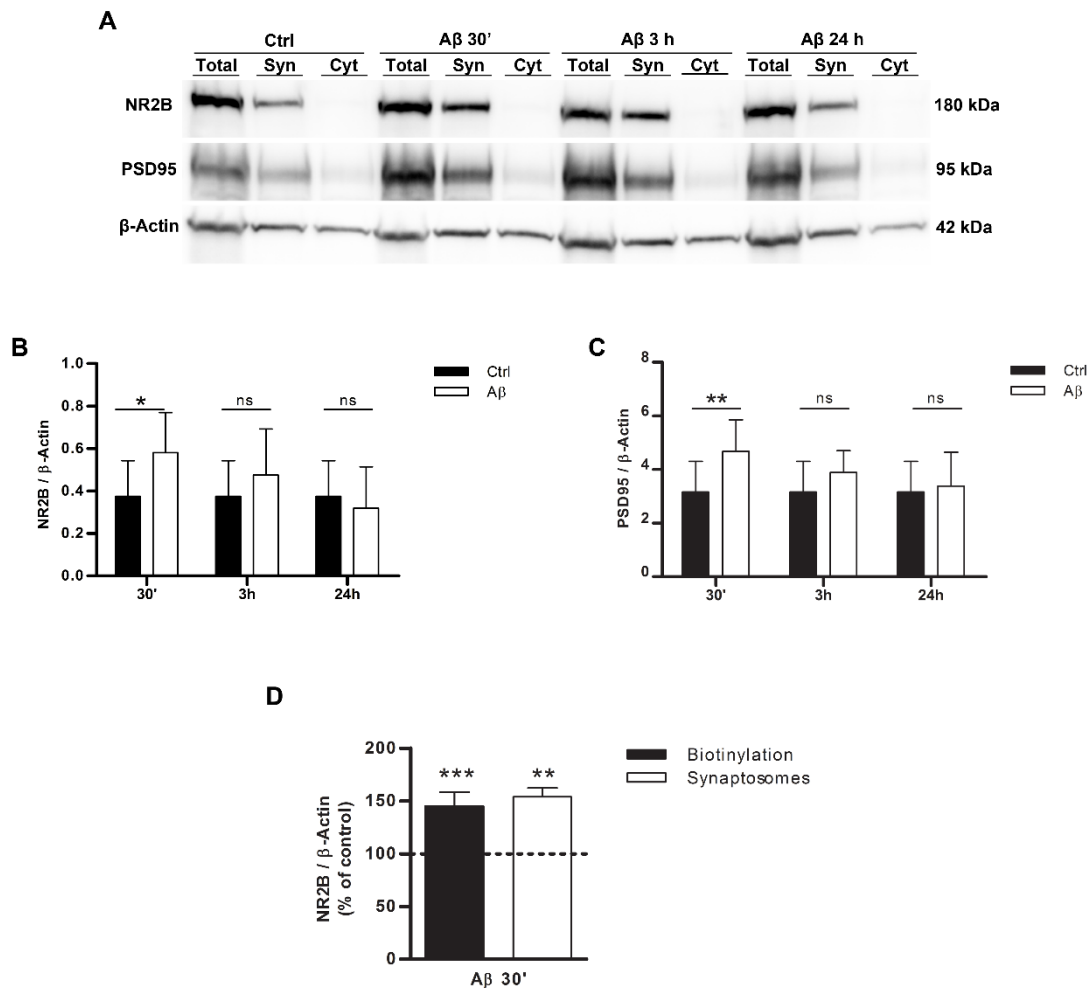 A
Ctrl Aβ 30’ Aβ 3 h Aβ 24 h
Total Syn Cyt Total Syn Cyt Total Syn Cyt Total Syn Cyt
NR2B 180 kDa
PSD95 95 kDa
β-Actin 42 kDa
B
NR2B / β-Actin
1.0
0.8
0.6
0.4
0.2
0.0
* ns ns
30' 3h 24h
Ctrl
Aβ
C
PSD95 / β-Actin
8
6
4
2
0
** ns ns
30' 3h 24h
Ctrl
Aβ
D
NR2B / β-Actin
(% of control)
200
150
100
50
0
*** **
Aβ 30'
Biotinylation
Synaptosomes